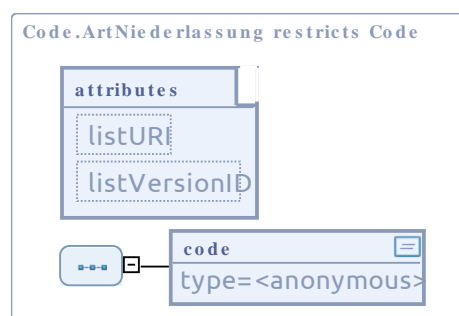 Code.ArtNiederlassung restricts Code
attributes
listURI
listVersionID
code
type=<anonymous>